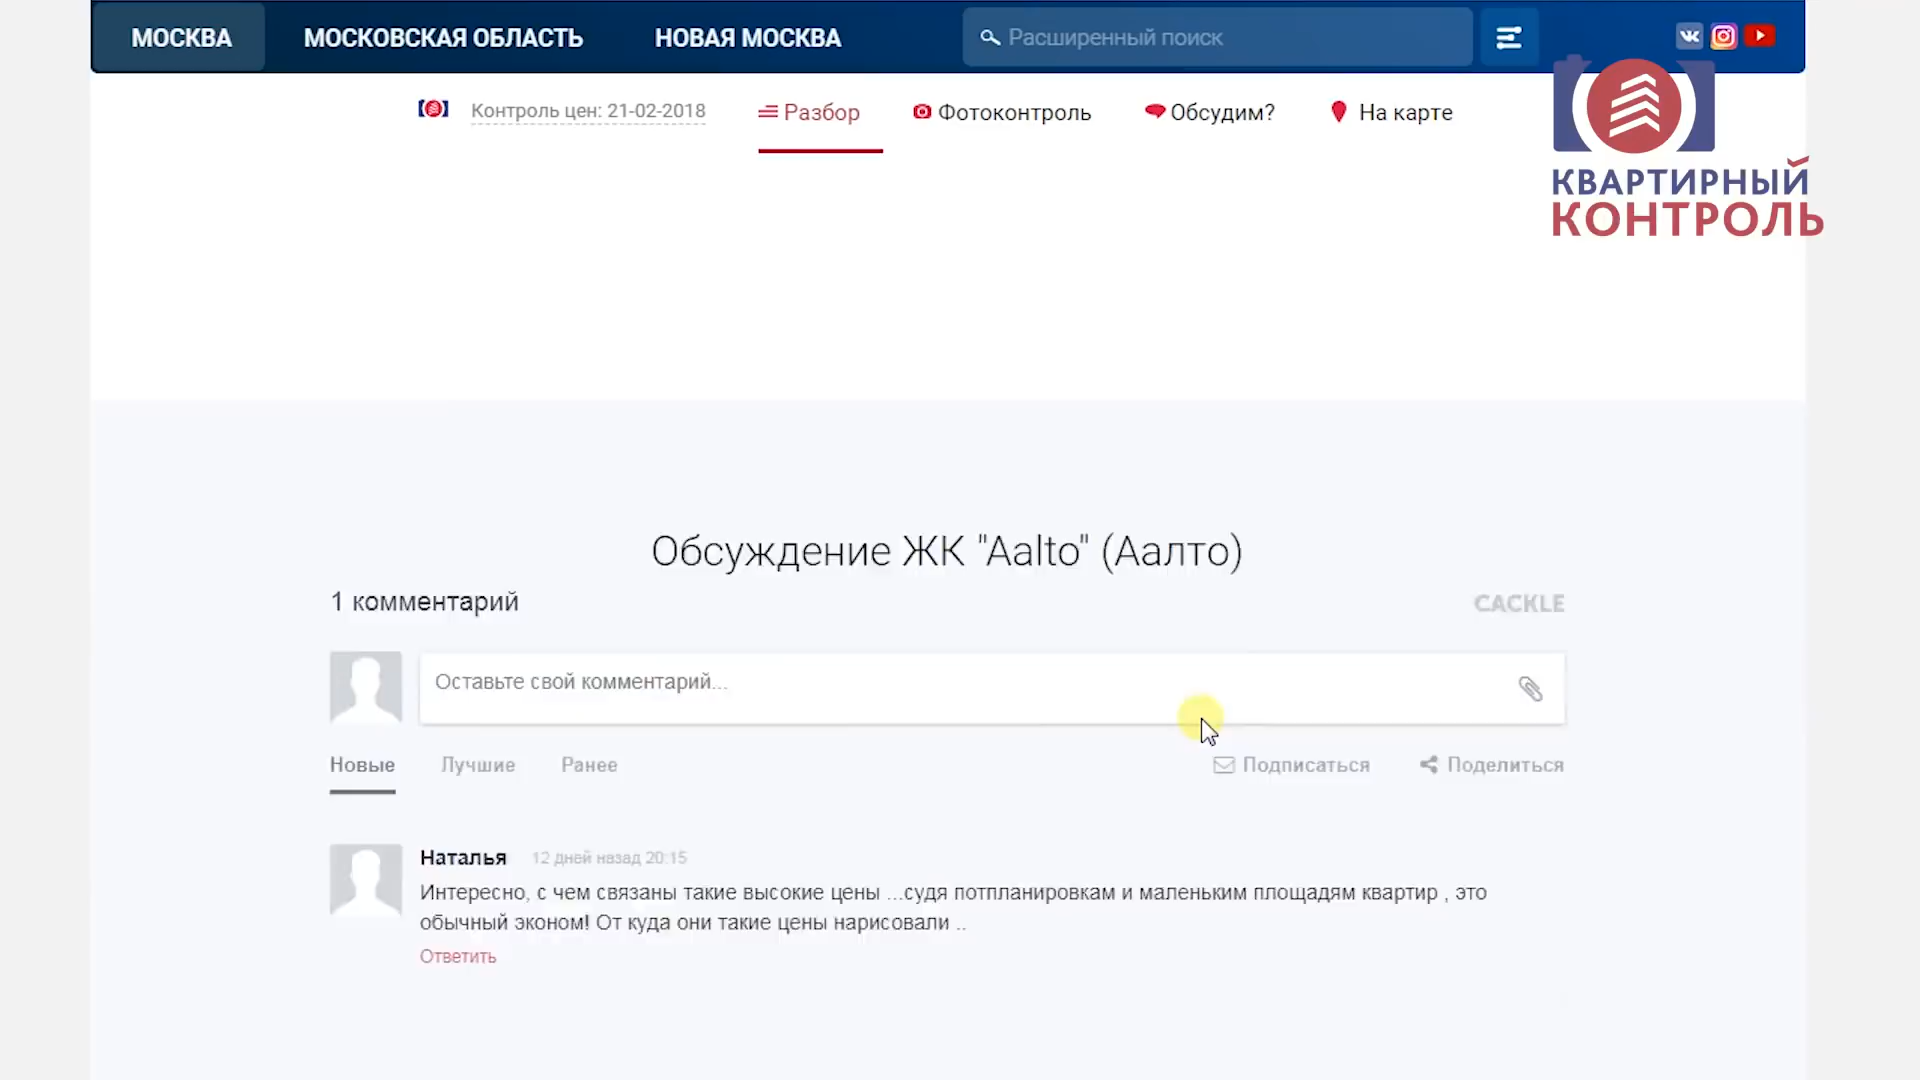 МОСКВА
МОСКОВСКАЯ ОБЛАСТЬ
НОВАЯ МОСКВА
Расширенный поиск
Контроль цен: 21-02-2018
Разбор
Фотоконтроль
Обсудим?
На карте
КВАРТИРНЫЙ
КОНТРОЛЬ
Обсуждение ЖК "Aalto" (Аалто)
1 комментарий
CACKLE
Оставьте свой комментарий...
Новые
Лучшие
Ранее
Подписаться
Поделиться
Наталья
12 дней назад 20:15
Интересно, с чем связаны такие высокие цены ...судя потпланировкам и маленьким площадям квартир , это
обычный эконом! От куда они такие цены нарисовали ..
Ответить